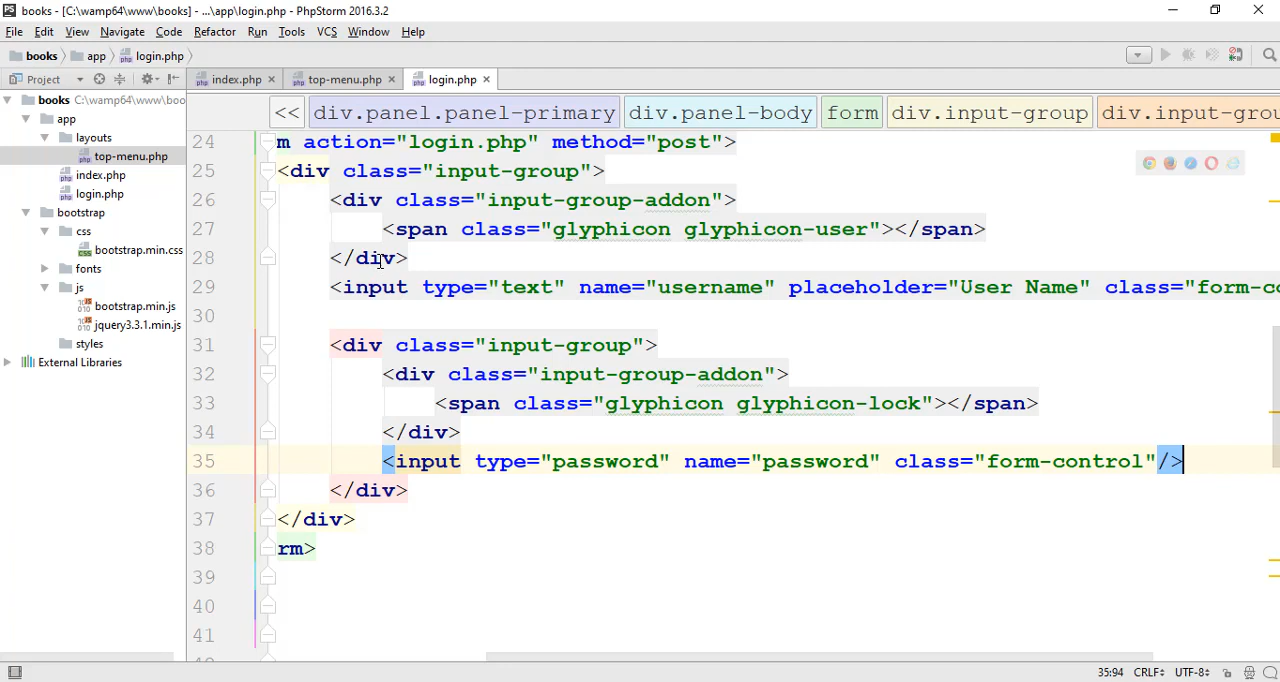 PS books - [C:\wamp64\www\books] - ...\app\login.php - PhpStorm 2016.3.2
File Edit View Navigate Code Refactor Run Tools VCS Window Help
books app login.php
Project index.php top-menu.php login.php
books C:\wamp64\www\boo
app
layouts
top-menu.php
index.php
login.php
bootstrap
css
bootstrap.min.css
fonts
js
bootstrap.min.js
jquery3.3.1.min.js
styles
External Libraries
<< div.panel.panel-primary div.panel-body form div.input-group div.input-grou
24 m action="login.php" method="post">
25 <div class="input-group">
26 <div class="input-group-addon">
27 <span class="glyphicon glyphicon-user"></span>
28 </div>
29 <input type="text" name="username" placeholder="User Name" class="form-co
30
31 <div class="input-group">
32 <div class="input-group-addon">
33 <span class="glyphicon glyphicon-lock"></span>
34 </div>
35 <input type="password" name="password" class="form-control"/>
36 </div>
37 </div>
38 rm>
39
40
41
35:94 CRLF UTF-8